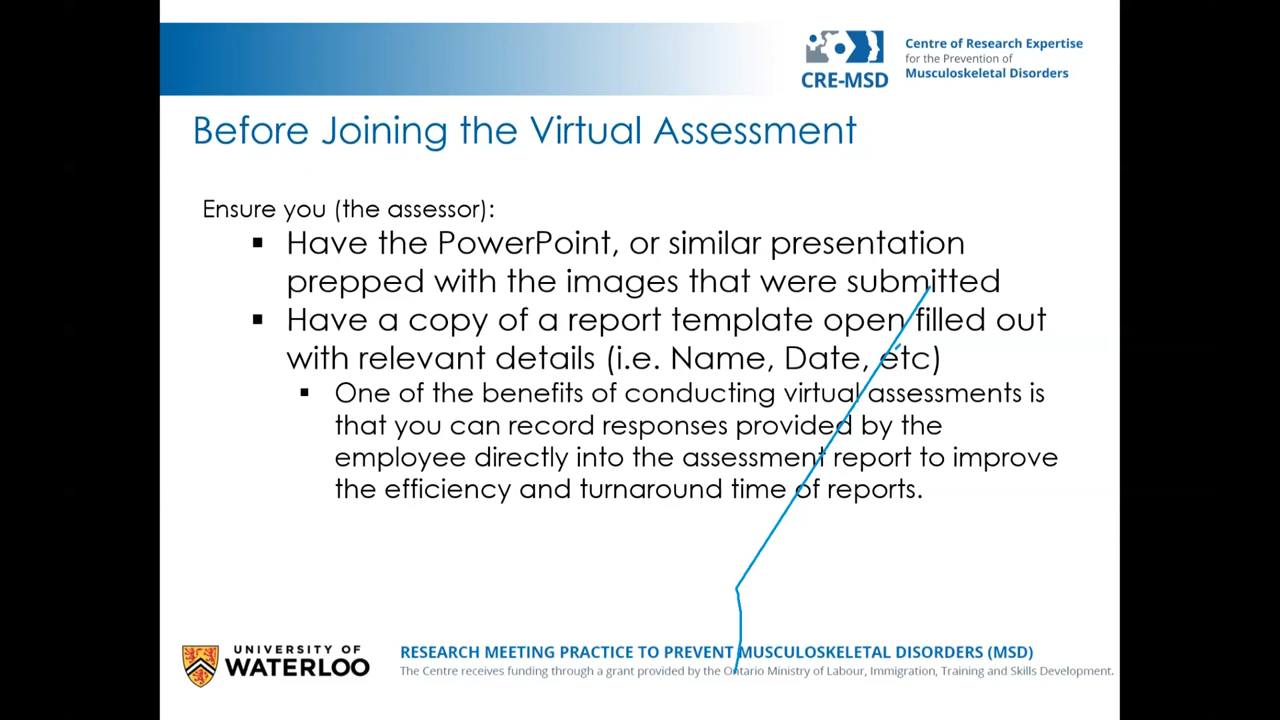 Centre of Research Expertise
for the Prevention of
Musculoskeletal Disorders
CRE-MSD
Before Joining the Virtual Assessment
Ensure you (the assessor):
▪ Have the PowerPoint, or similar presentation
prepped with the images that were submitted
▪ Have a copy of a report template open filled out
with relevant details (i.e. Name, Date, etc)
▪ One of the benefits of conducting virtual assessments is
that you can record responses provided by the
employee directly into the assessment report to improve
the efficiency and turnaround time of reports.
UNIVERSITY OF
WATERLOO
RESEARCH MEETING PRACTICE TO PREVENT MUSCULOSKELETAL DISORDERS (MSD)
The Centre receives funding through a grant provided by the Ontario Ministry of Labour, Immigration, Training and Skills Development.